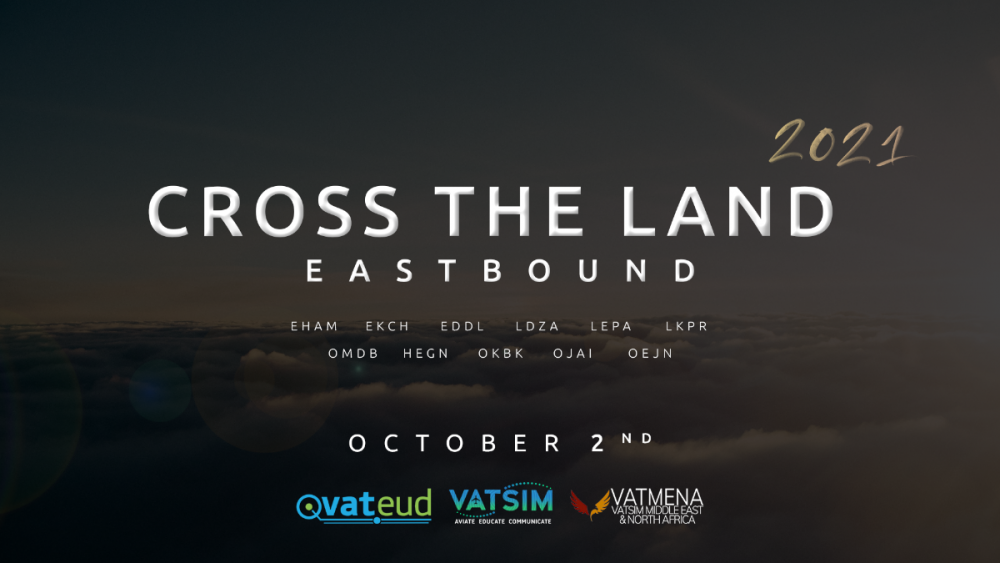 2021
CROSS THE LAND
EASTBOUND
EHAM EKCH EDDL LDZA LEPA LKPR
OMDB HEGN OKBK OJAI OEJN
OCTOBER 2ND
vateud
VATSIM
AVIATE EDUCATE COMMUNICATE
VATMENA
VATSIM MIDDLE EAST
& NORTH AFRICA